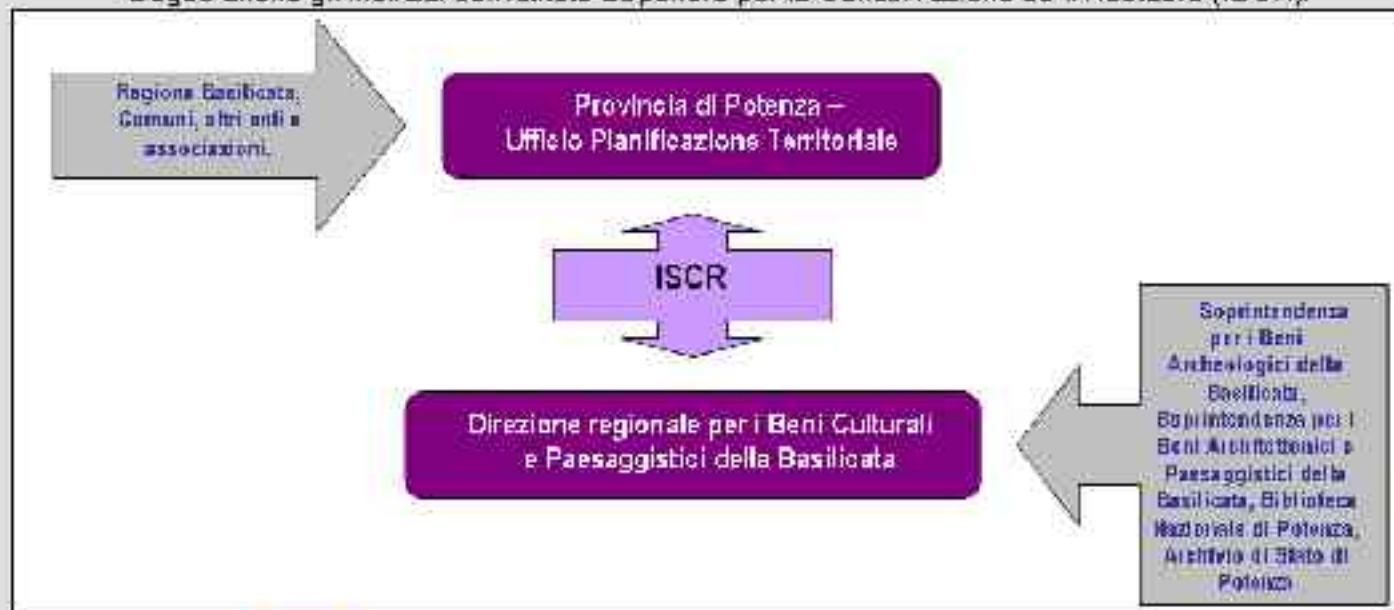 Regione Basilicata,
Comuni, altri enti e
associazioni.
Provincia di Potenza –
Ufficio Pianificazione Territoriale
ISCR
Direzione regionale per i Beni Culturali
e Paesaggistici della Basilicata
Soprintendenza
per i Beni
Archeologici della
Basilicata,
Soprintendenza per i
Beni Architettonici e
Paesaggistici della
Basilicata, Biblioteca
Nazionale di Potenza,
Archivio di Stato di
Potenza